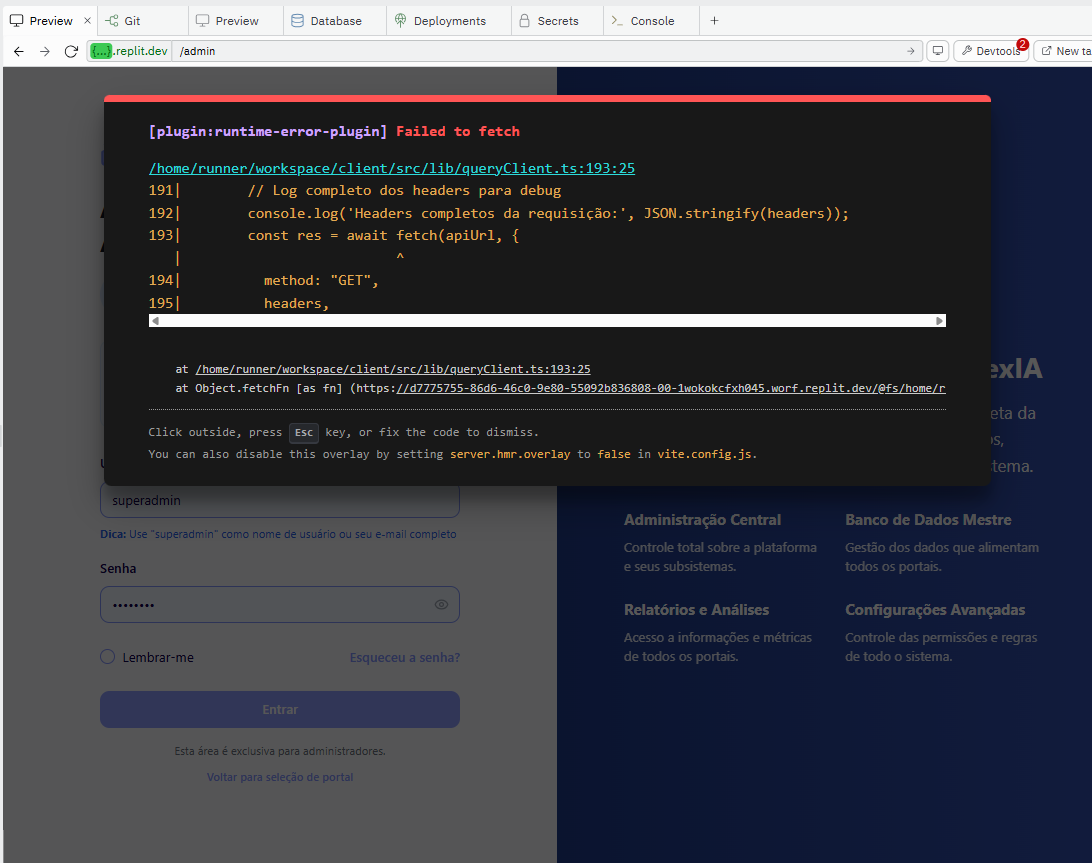 Preview
Git
Preview
Database
Deployments
Secrets
Console
{...}.replit.dev /admin
Devtools 2
New ta
[plugin:runtime-error-plugin] Failed to fetch
/home/runner/workspace/client/src/lib/queryClient.ts:193:25
191| // Log completo dos headers para debug
192| console.log('Headers completos da requisição:', JSON.stringify(headers));
193| const res = await fetch(apiUrl, {
| ^
194| method: "GET",
195| headers,
at /home/runner/workspace/client/src/lib/queryClient.ts:193:25
at Object.fetchFn [as fn] (https://d7775755-86d6-46c0-9e80-55092b836808-00-1wokokcfxh045.worf.replit.dev/@fs/home/r
Click outside, press Esc key, or fix the code to dismiss.
You can also disable this overlay by setting server.hmr.overlay to false in vite.config.js.
exIA
eta da
os,
stema.
superadmin
Dica: Use "superadmin" como nome de usuário ou seu e-mail completo
Senha
Lembrar-me
Esqueceu a senha?
Entrar
Esta área é exclusiva para administradores.
Voltar para seleção de portal
Administração Central
Controle total sobre a plataforma
e seus subsistemas.
Banco de Dados Mestre
Gestão dos dados que alimentam
todos os portais.
Relatórios e Análises
Acesso a informações e métricas
de todos os portais.
Configurações Avançadas
Controle das permissões e regras
de todo o sistema.